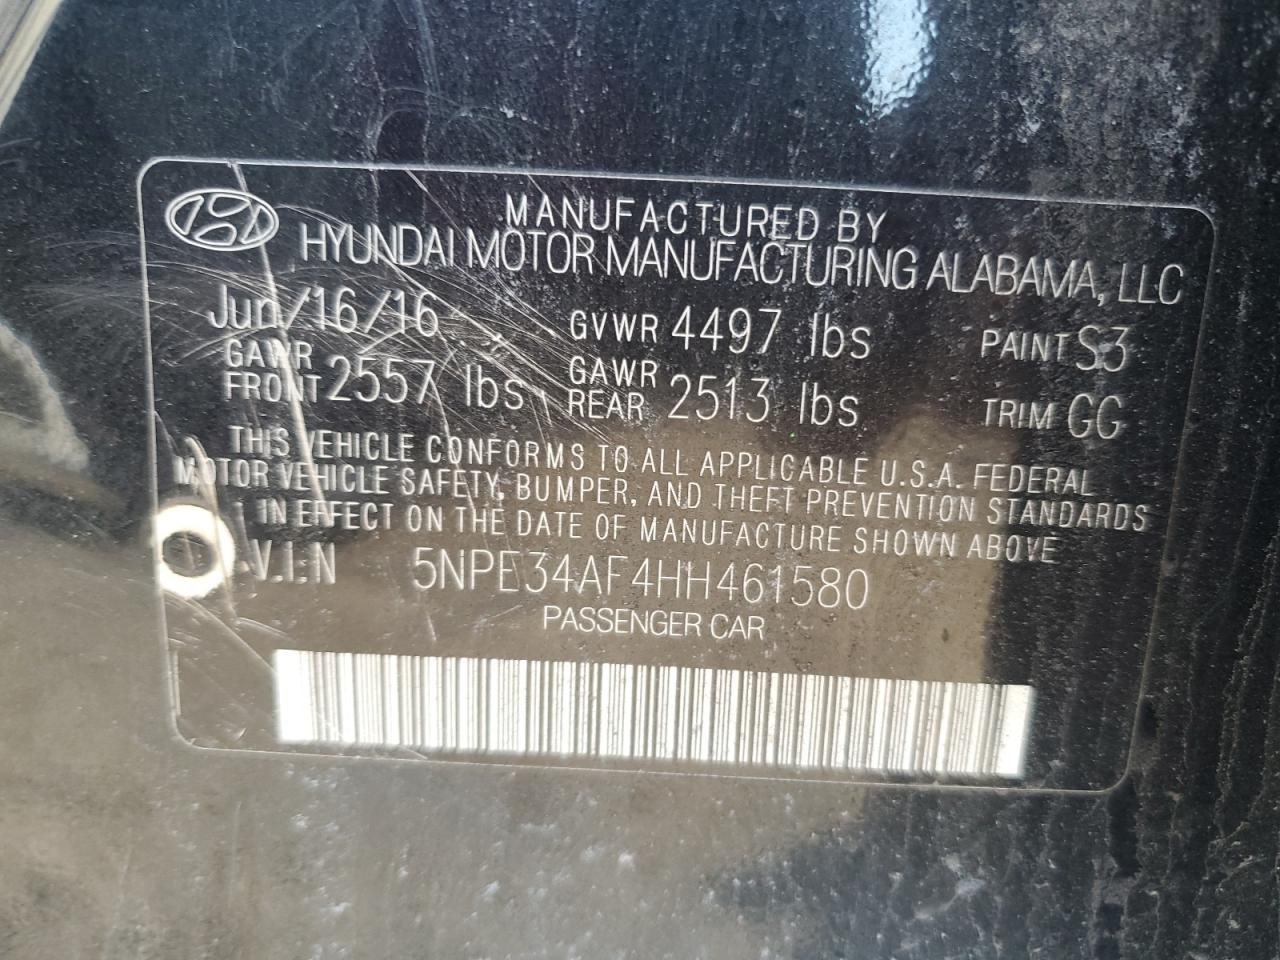 MANUFACTURED BY
HYUNDAI MOTOR MANUFACTURING ALABAMA, LLC
Jun/16/16 GVWR 4497 lbs PAINT S3
GAWR FRONT 2557 lbs GAWR REAR 2513 lbs TRIM GG
THIS VEHICLE CONFORMS TO ALL APPLICABLE U.S.A. FEDERAL
MOTOR VEHICLE SAFETY, BUMPER, AND THEFT PREVENTION STANDARDS
IN EFFECT ON THE DATE OF MANUFACTURE SHOWN ABOVE
V.I.N 5NPE34AF4HH461580
PASSENGER CAR